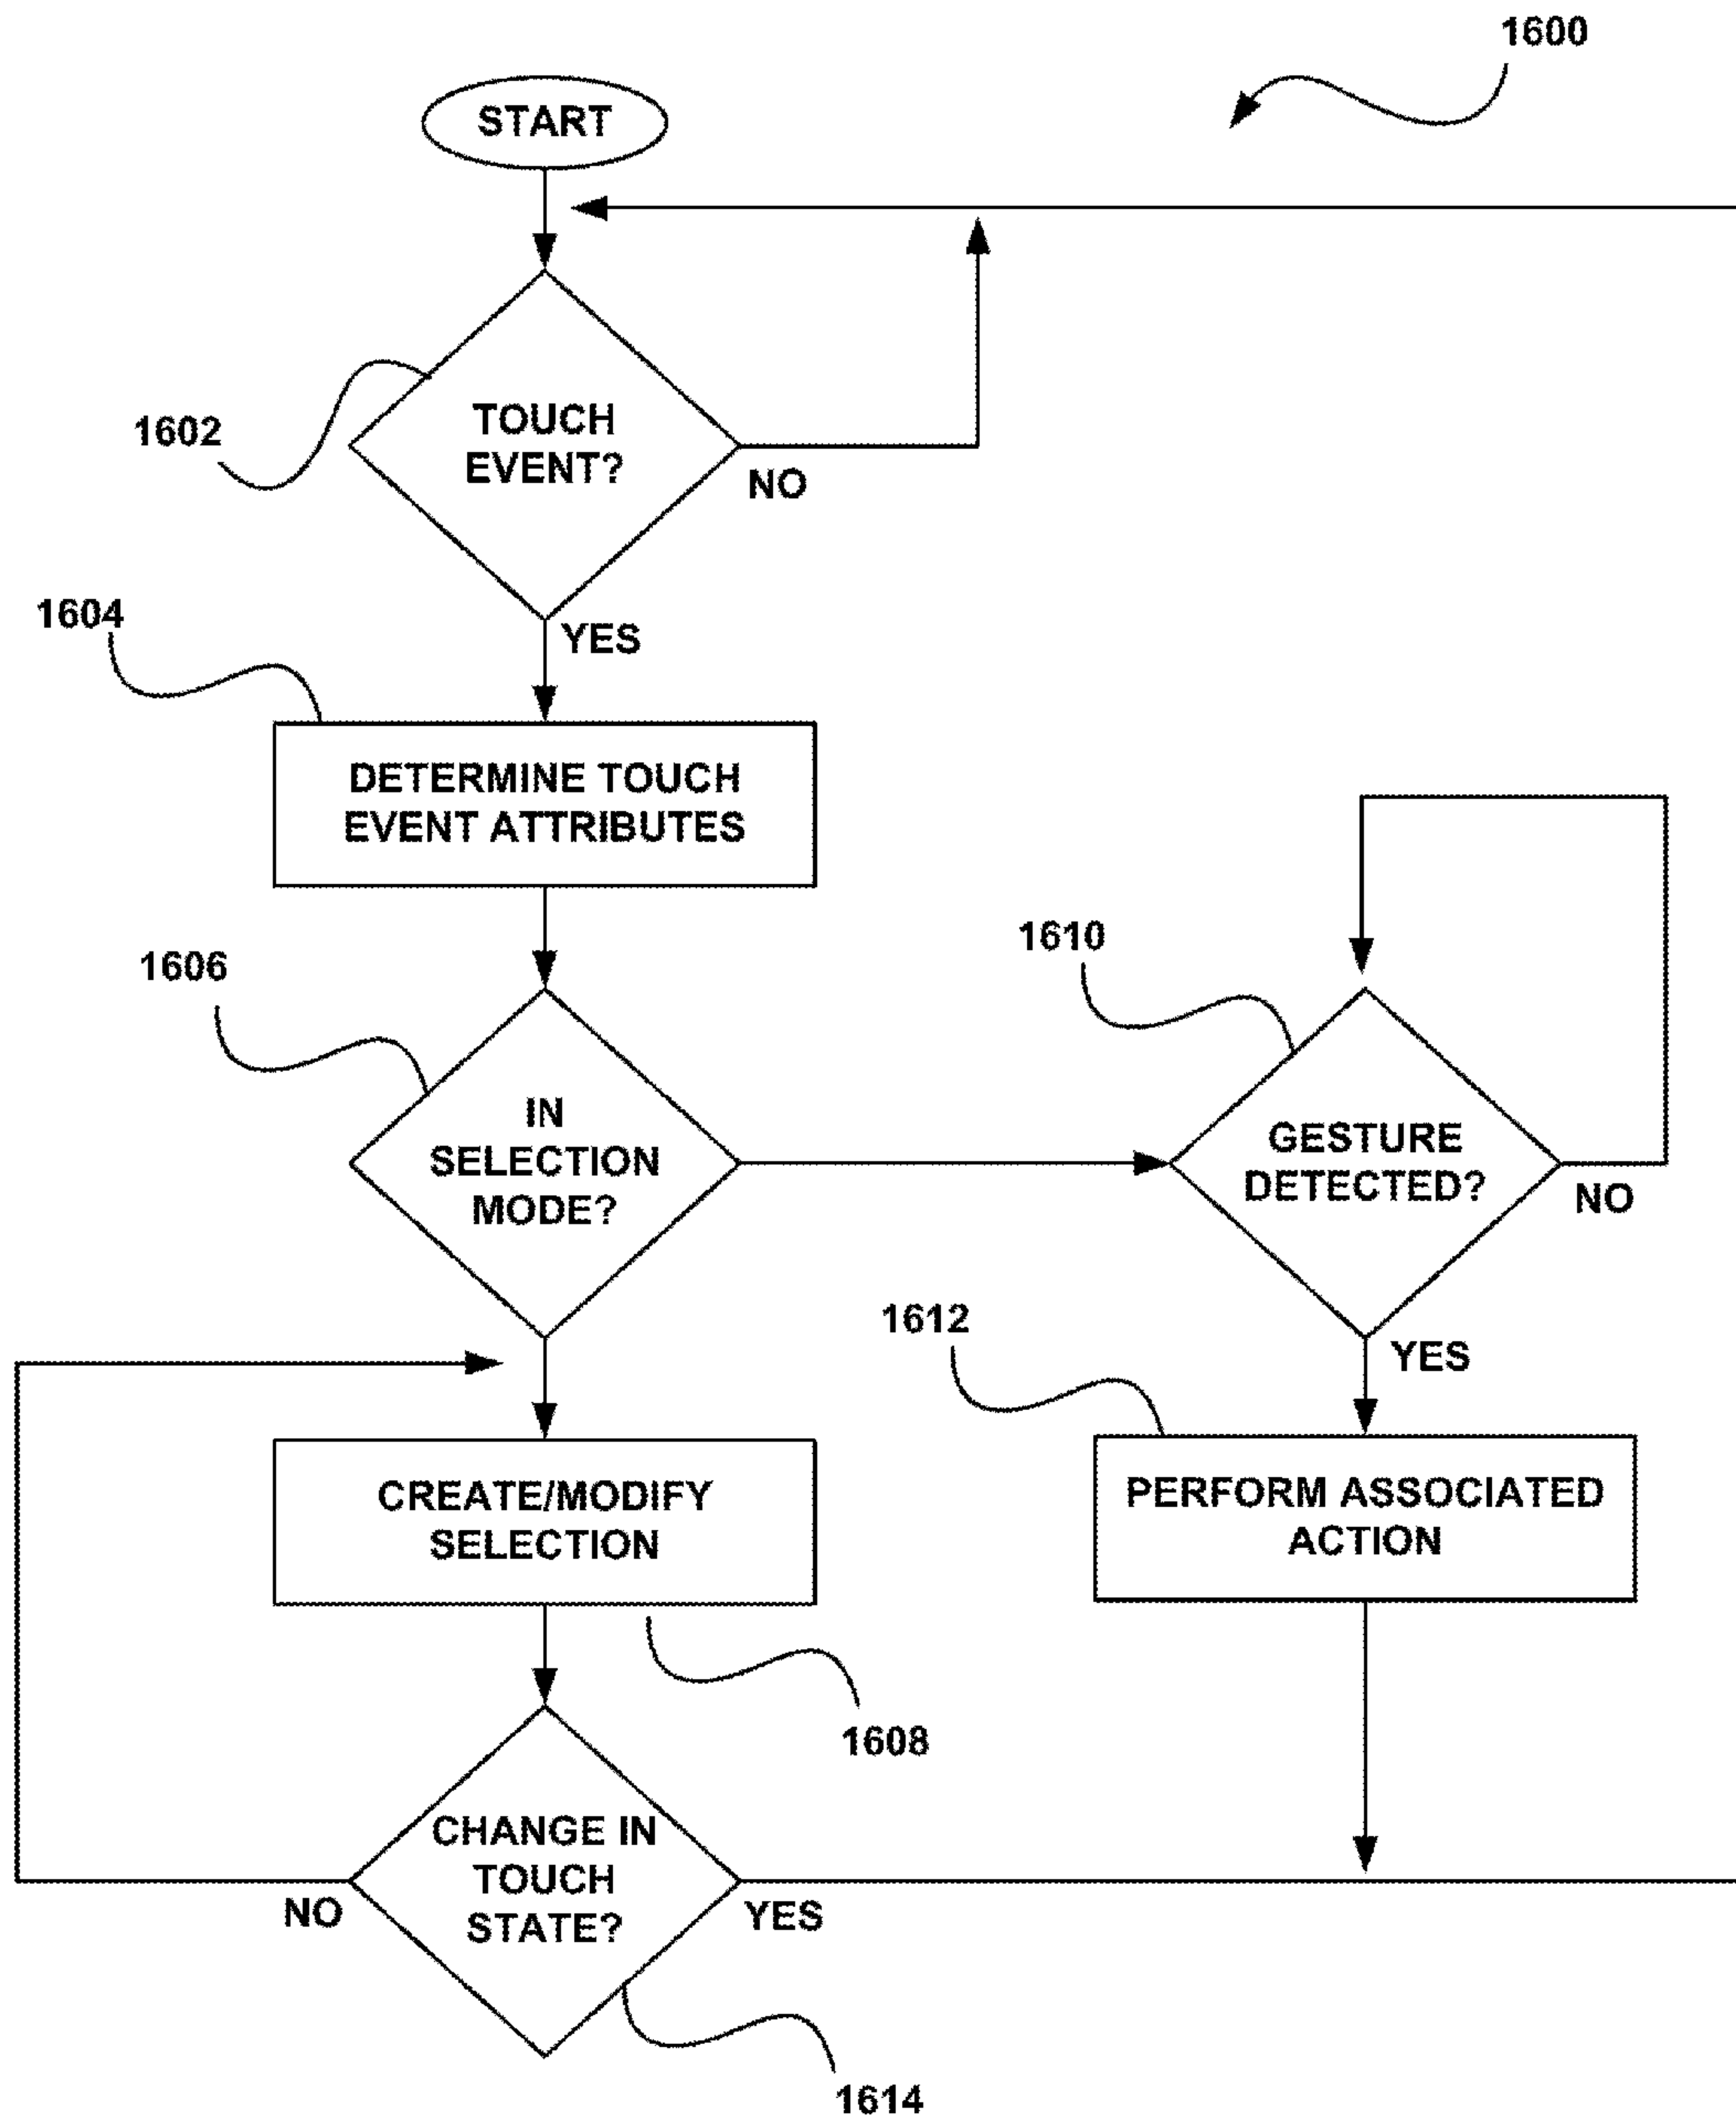 1600
START
1602
TOUCH
EVENT?
NO
YES
1604
DETERMINE TOUCH
EVENT ATTRIBUTES
1606
IN
SELECTION
MODE?
1610
GESTURE
DETECTED?
NO
YES
1612
PERFORM ASSOCIATED
ACTION
CREATE/MODIFY
SELECTION
1608
CHANGE IN
TOUCH
STATE?
NO
YES
1614